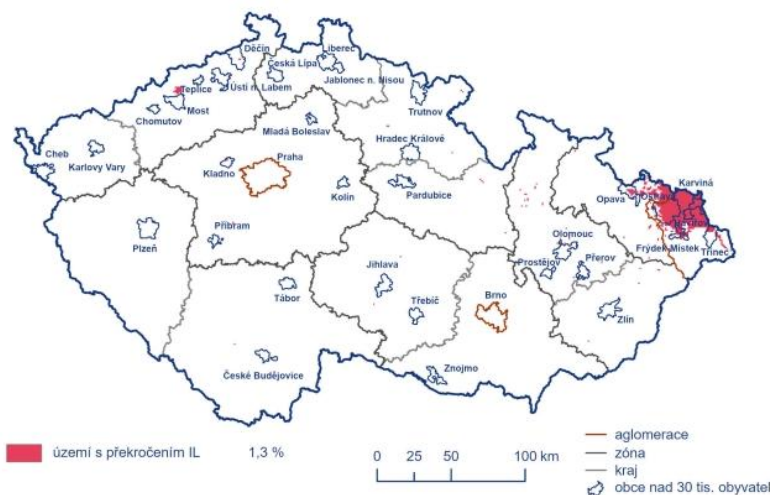 Děčín
Liberec
Česká Lípa
Teplice
Ústí n. Labem
Jablonec n. Nisou
Most
Trutnov
Chomutov
Mladá Boleslav
Hradec Králové
Cheb
Karlovy Vary
Praha
Kladno
Kolín
Pardubice
Karviná
Opava
Ostrava
Havířov
Příbram
Plzeň
Olomouc
Frýdek Místek
Třinec
Prostějov
Přerov
Jihlava
Tábor
Třebíč
Brno
Zlín
České Budějovice
Znojmo
území s překročením IL 1,3 %
0 25 50 100 km
aglomerace
zóna
kraj
obce nad 30 tis. obyvatel